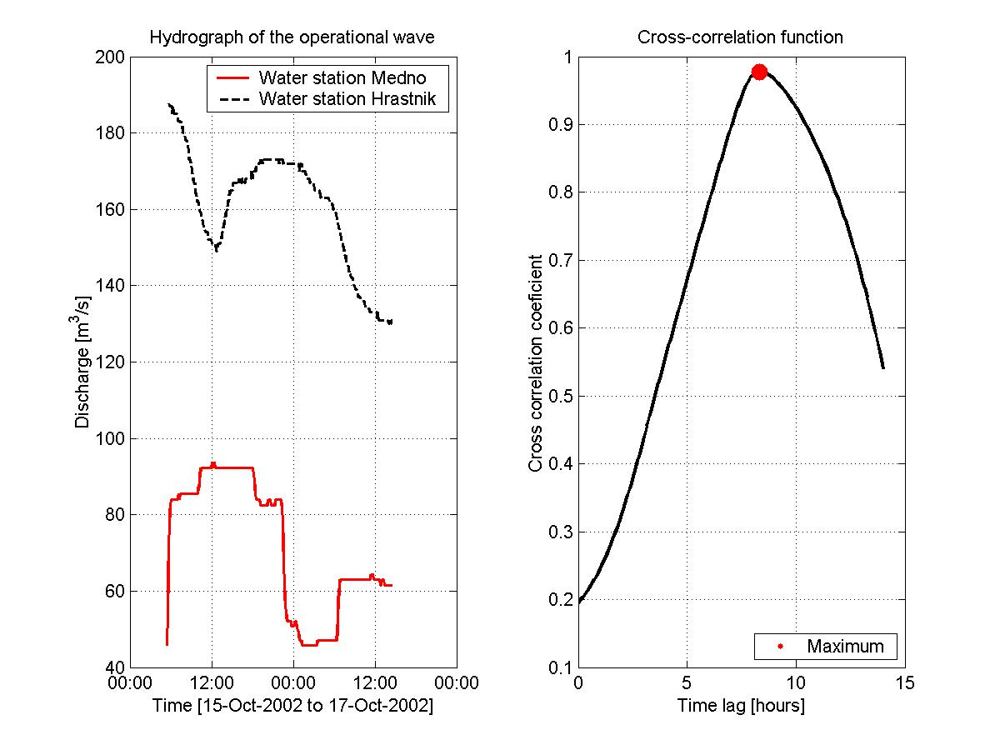 Hydrograph of the operational wave
Water station Medno
Water station Hrastnik
200
180
160
140
120
100
80
60
40
Discharge [m³/s]
00:00 12:00 00:00 12:00 00:00
Time [15-Oct-2002 to 17-Oct-2002]
Cross-correlation function
1
0.9
0.8
0.7
0.6
0.5
0.4
0.3
0.2
0.1
Cross correlation coeficient
Maximum
0 5 10 15
Time lag [hours]